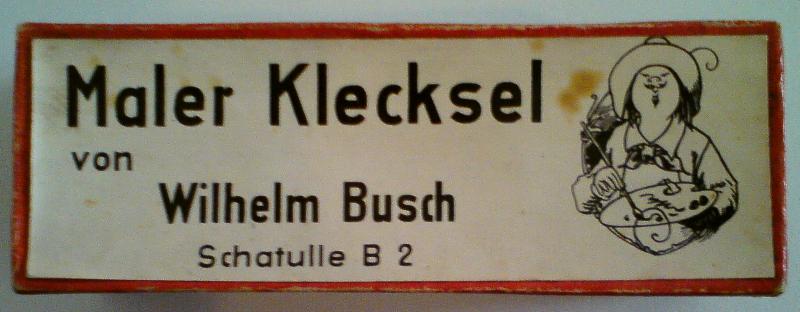 Maler Klecksel
von
Wilhelm Busch
Schatulle B 2